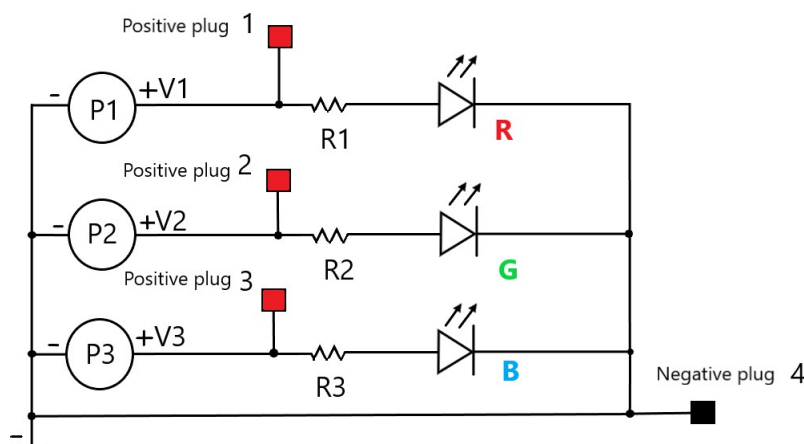 Positive plug 1
- P1 +V1
R1
R
Positive plug 2
- P2 +V2
R2
G
Positive plug 3
- P3 +V3
R3
B
Negative plug 4
-